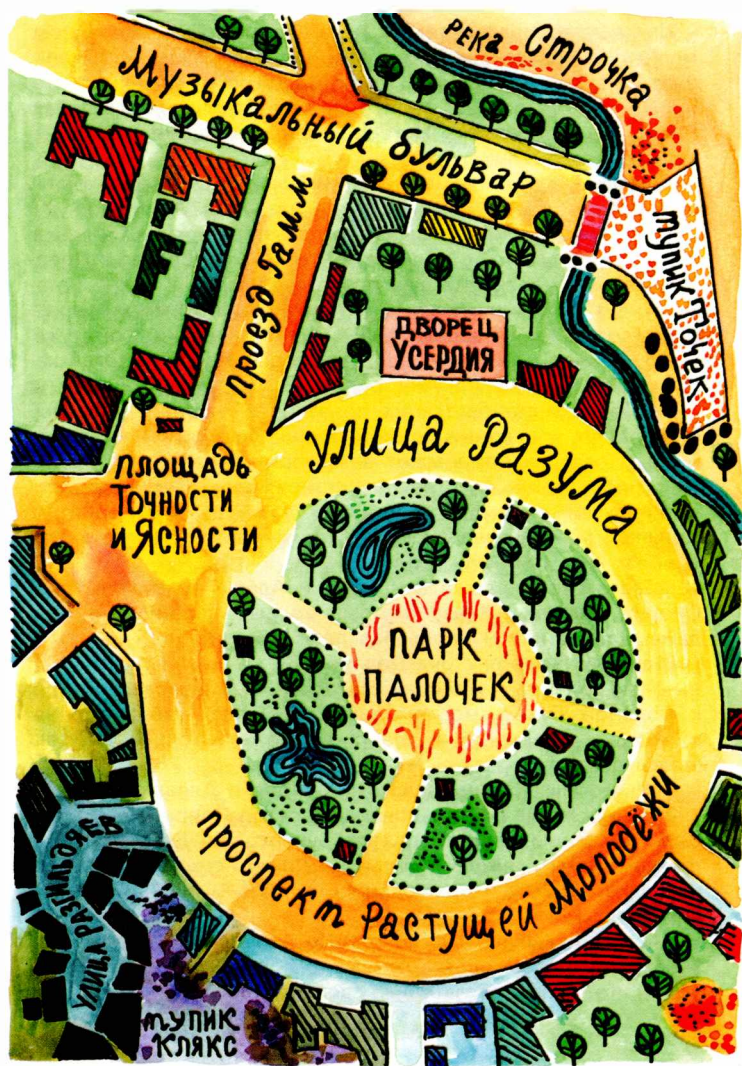 река Строчка
Музыкальный бульвар
тупик Точек
проезд Гамм
ДВОРЕЦ
УСЕРДИЯ
улица Разума
ПЛОЩАДЬ
Точности
и Ясности
ПАРК
ПАЛОЧЕК
проспект Растущей Молодёжи
УЛИЦА РАЗГИЛЬДЯЕВ
тупик
Клякс